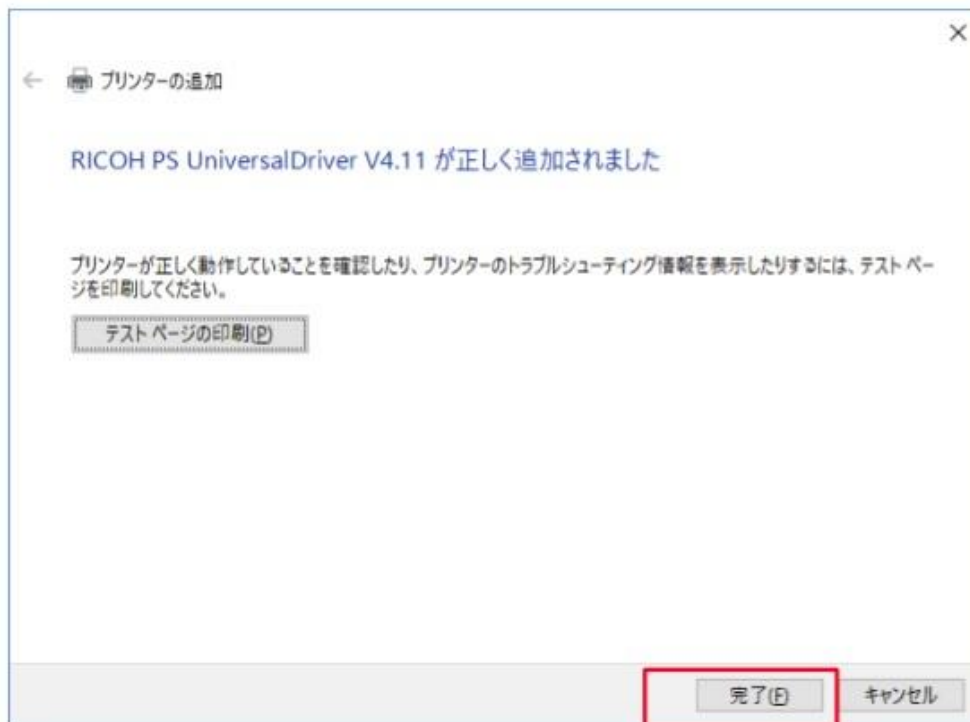 プリンターの追加
RICOH PS UniversalDriver V4.11 が正しく追加されました
プリンターが正しく動作していることを確認したり、プリンターのトラブルシューティング情報を表示したりするには、テスト ペー
ジを印刷してください。
テスト ページの印刷(P)
完了(F)
キャンセル